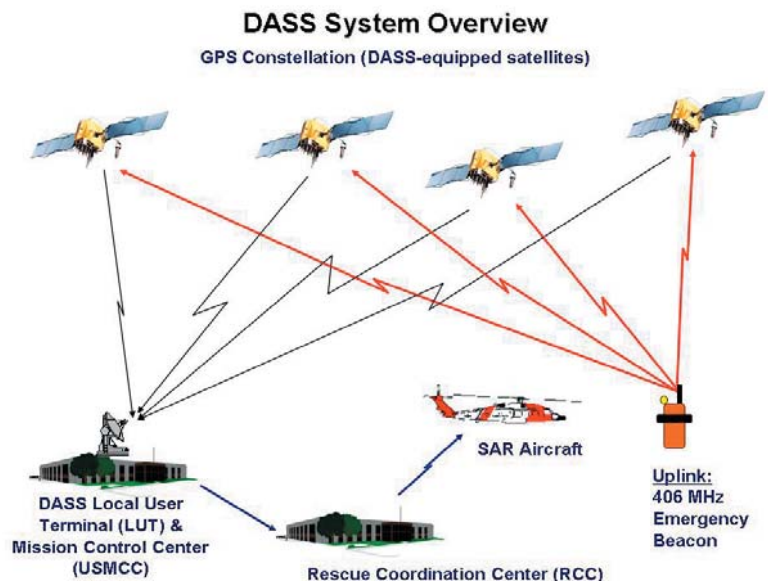 DASS System Overview
GPS Constellation (DASS-equipped satellites)
SAR Aircraft
Uplink:
406 MHz
Emergency
Beacon
DASS Local User
Terminal (LUT) &
Mission Control Center
(USMCC)
Rescue Coordination Center (RCC)